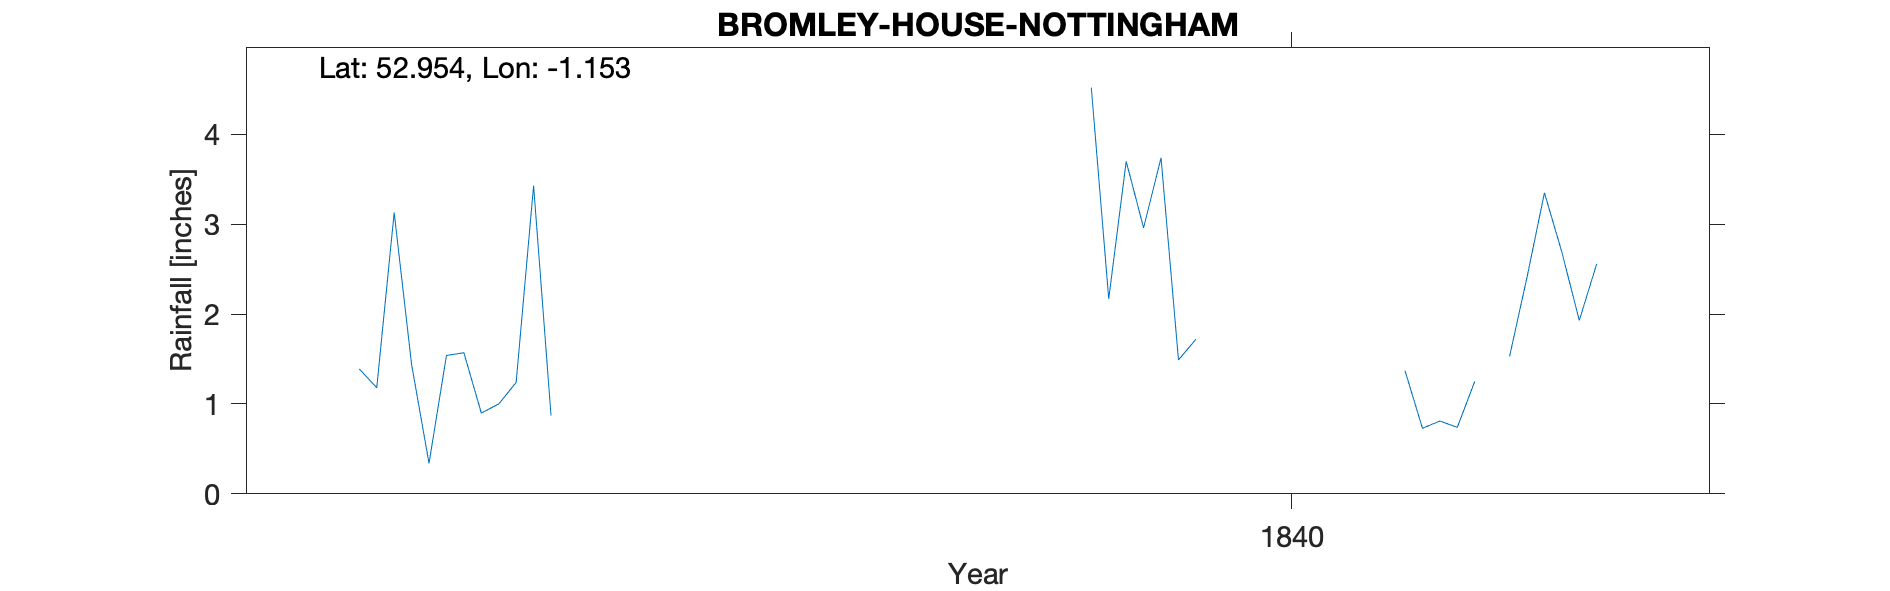 BROMLEY-HOUSE-NOTTINGHAM
Lat: 52.954, Lon: -1.153
4
3
2
1
0
Rainfall [inches]
1840
Year